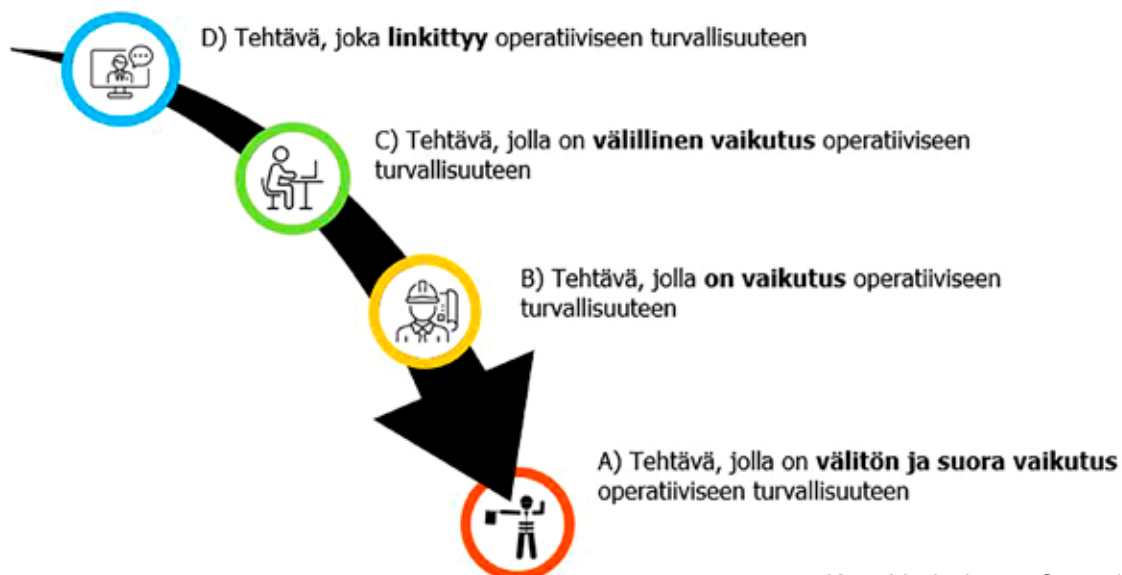 D) Tehtävä, joka linkittyy operatiiviseen turvallisuuteen
C) Tehtävä, jolla on välillinen vaikutus operatiiviseen
turvallisuuteen
B) Tehtävä, jolla on vaikutus operatiiviseen
turvallisuuteen
A) Tehtävä, jolla on välitön ja suora vaikutus
operatiiviseen turvallisuuteen